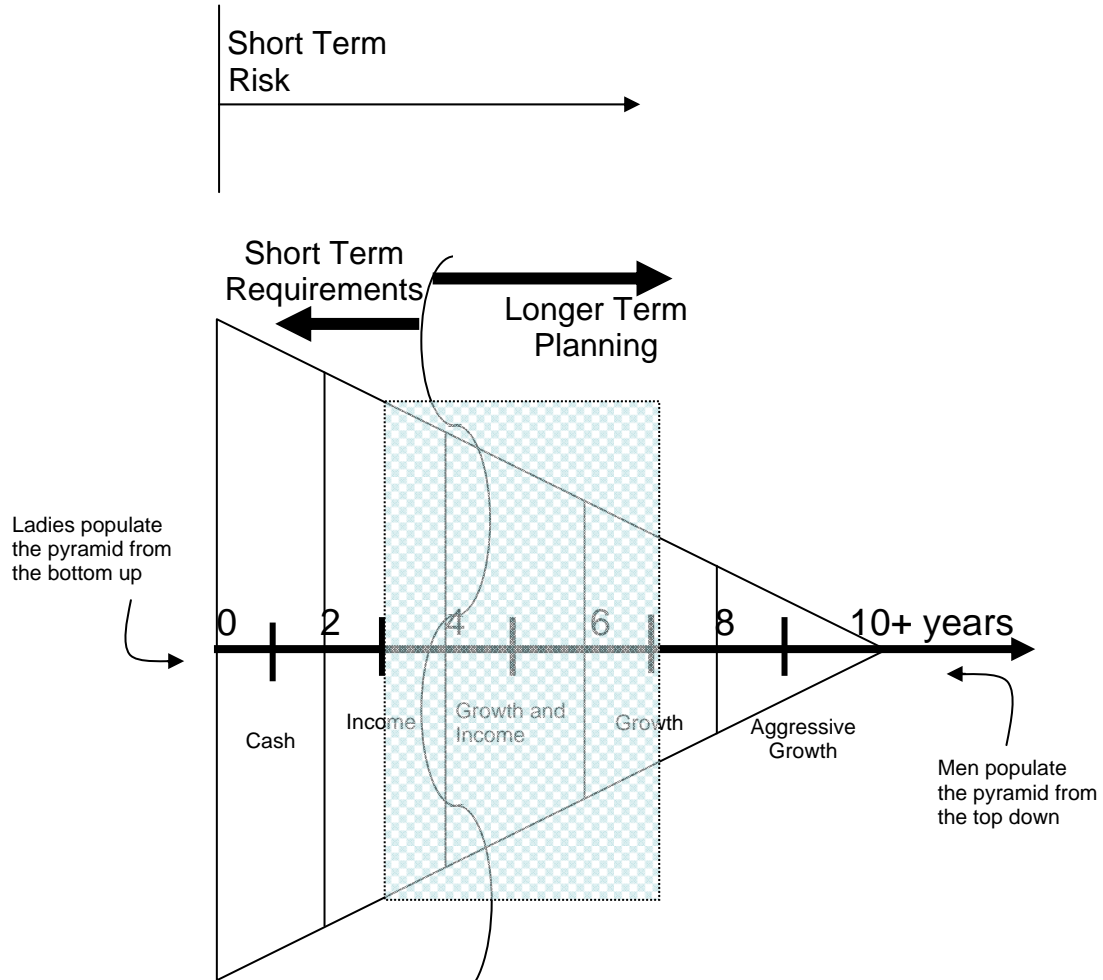 Short Term
Risk
Short Term
Requirements
Longer Term
Planning
Ladies populate
the pyramid from
the bottom up
0 2 4 6 8 10+ years
Cash
Income
Growth and
Income
Growth
Aggressive
Growth
Men populate
the pyramid from
the top down